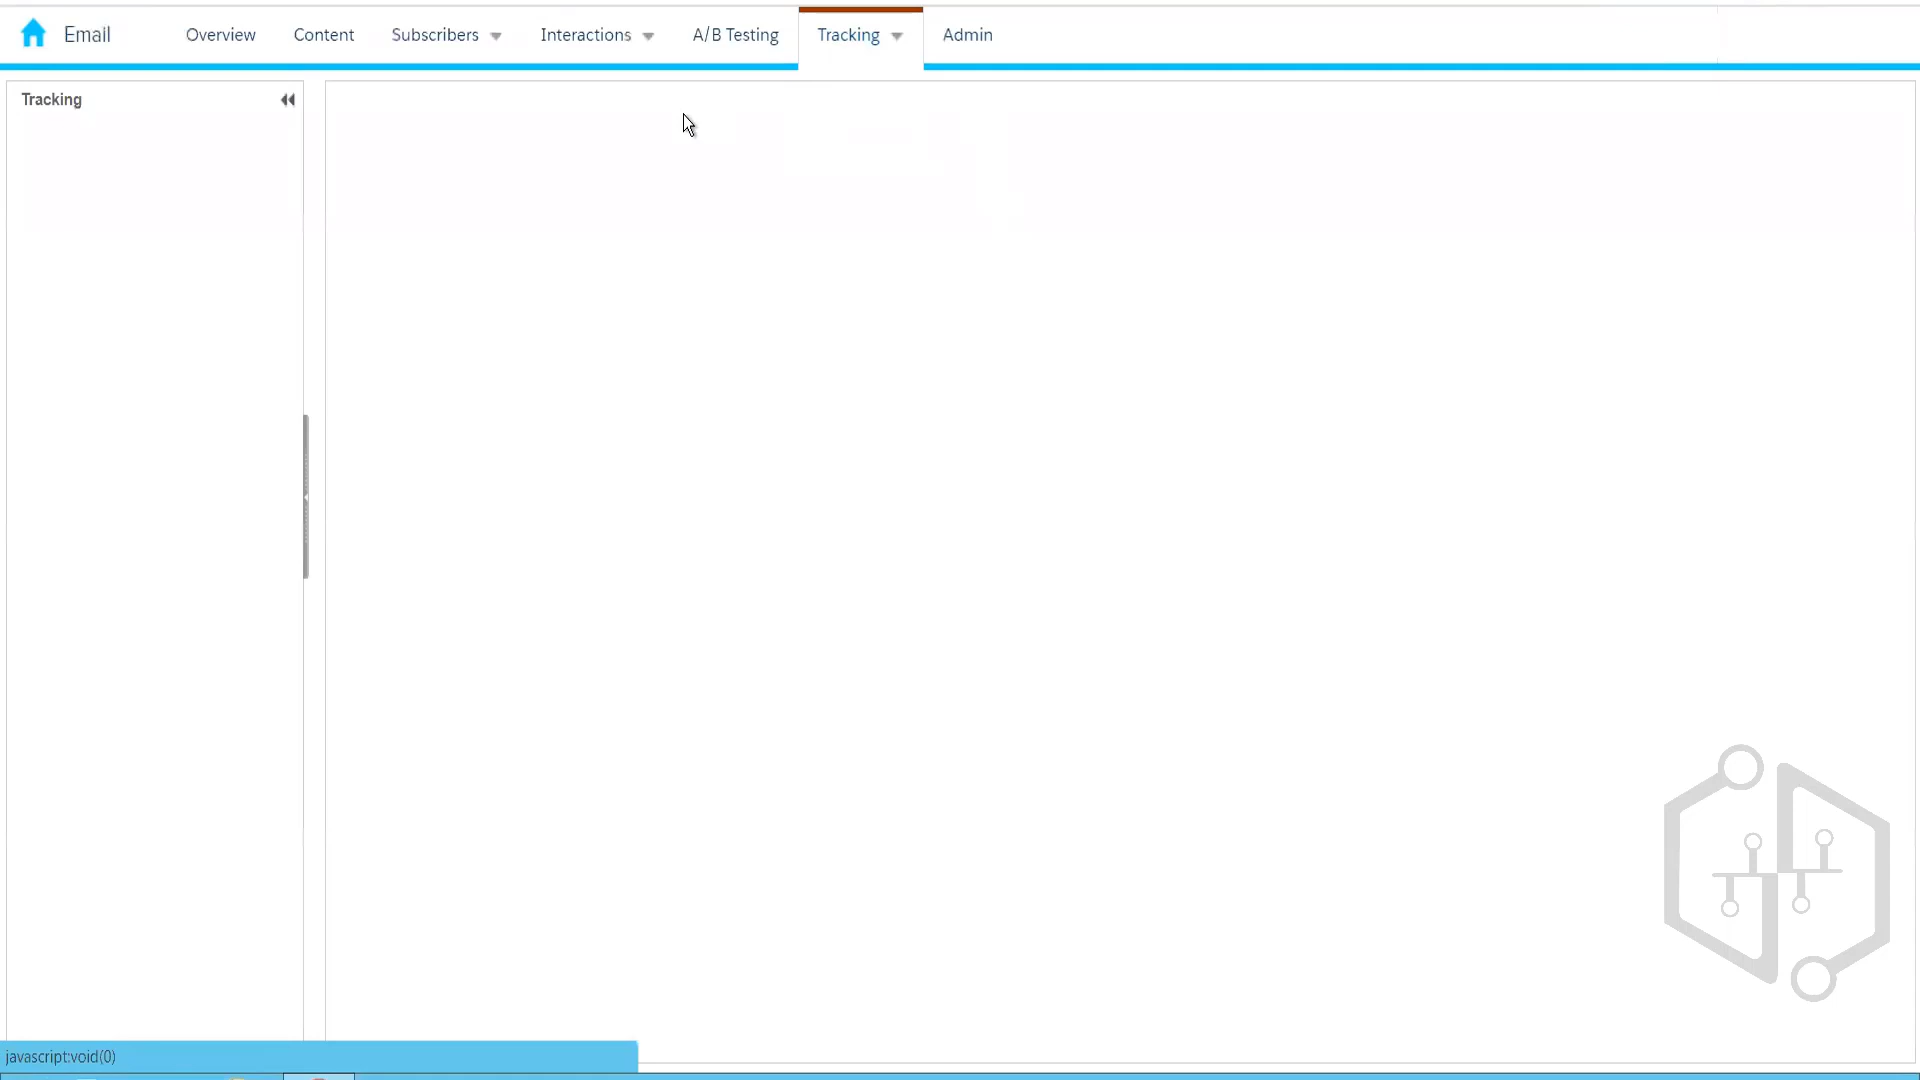 Email Overview Content Subscribers Interactions A/B Testing Tracking Admin
Tracking
javascript:void(0)